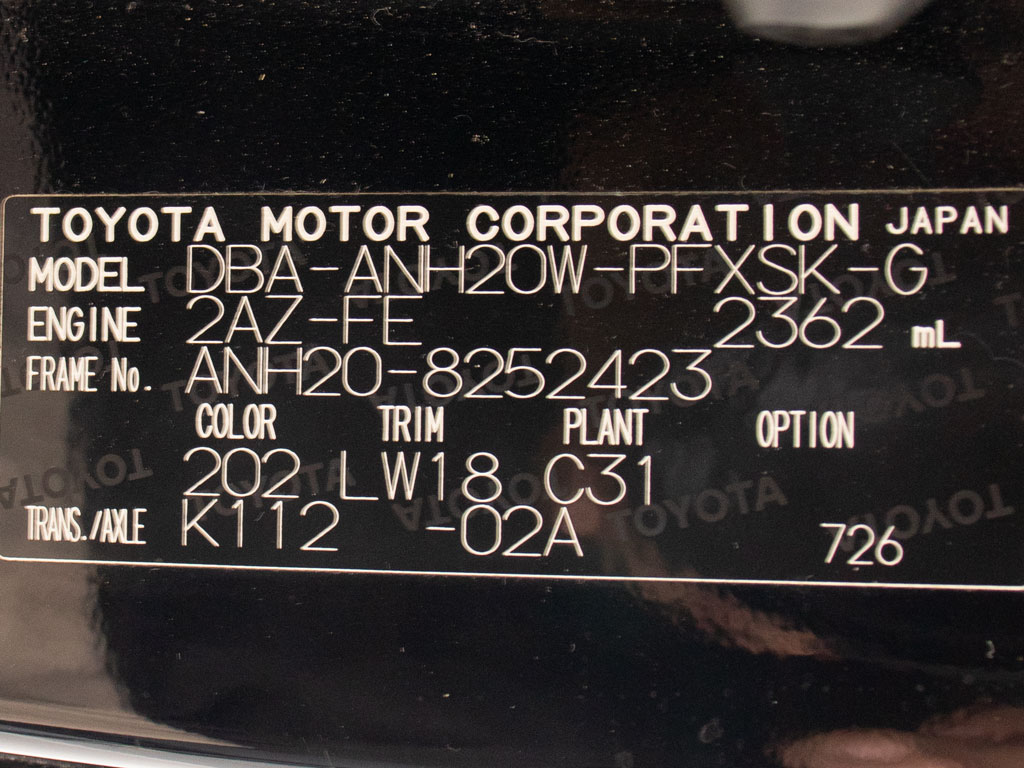 TOYOTA MOTOR CORPORATION JAPAN
MODEL DBA-ANH20W-PFXSK-G
ENGINE 2AZ-FE 2362 mL
FRAME No. ANH20-8252423
COLOR TRIM PLANT OPTION
202 LW18 C31
TRANS./AXLE K112 -02A
726